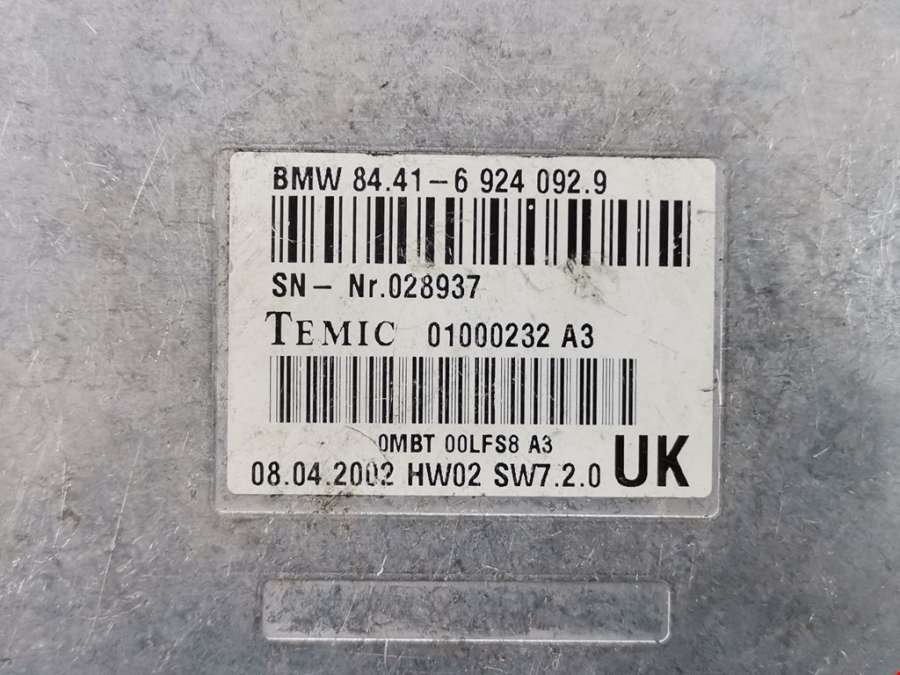 BMW 84.41-6 924 092.9
SN- Nr.028937
TEMIC 01000232 A3
0MBT 00LFS8 A3
08.04.2002 HW02 SW7.2.0 UK